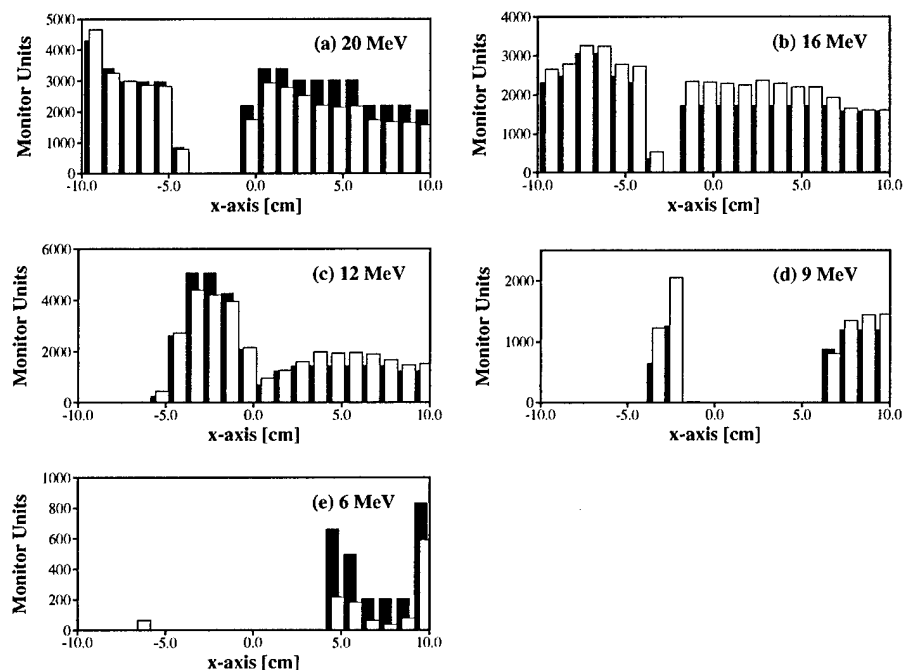 (a) 20 MeV
Monitor Units
5000
4000
3000
2000
1000
0
-10.0 -5.0 0.0 5.0 10.0
x-axis [cm]
(b) 16 MeV
Monitor Units
4000
3000
2000
1000
0
-10.0 -5.0 0.0 5.0 10.0
x-axis [cm]
(c) 12 MeV
Monitor Units
6000
4000
2000
0
-10.0 -5.0 0.0 5.0 10.0
x-axis [cm]
(d) 9 MeV
Monitor Units
2000
1000
0
-10.0 -5.0 0.0 5.0 10.0
x-axis [cm]
(e) 6 MeV
Monitor Units
1000
800
600
400
200
0
-10.0 -5.0 0.0 5.0 10.0
x-axis [cm]